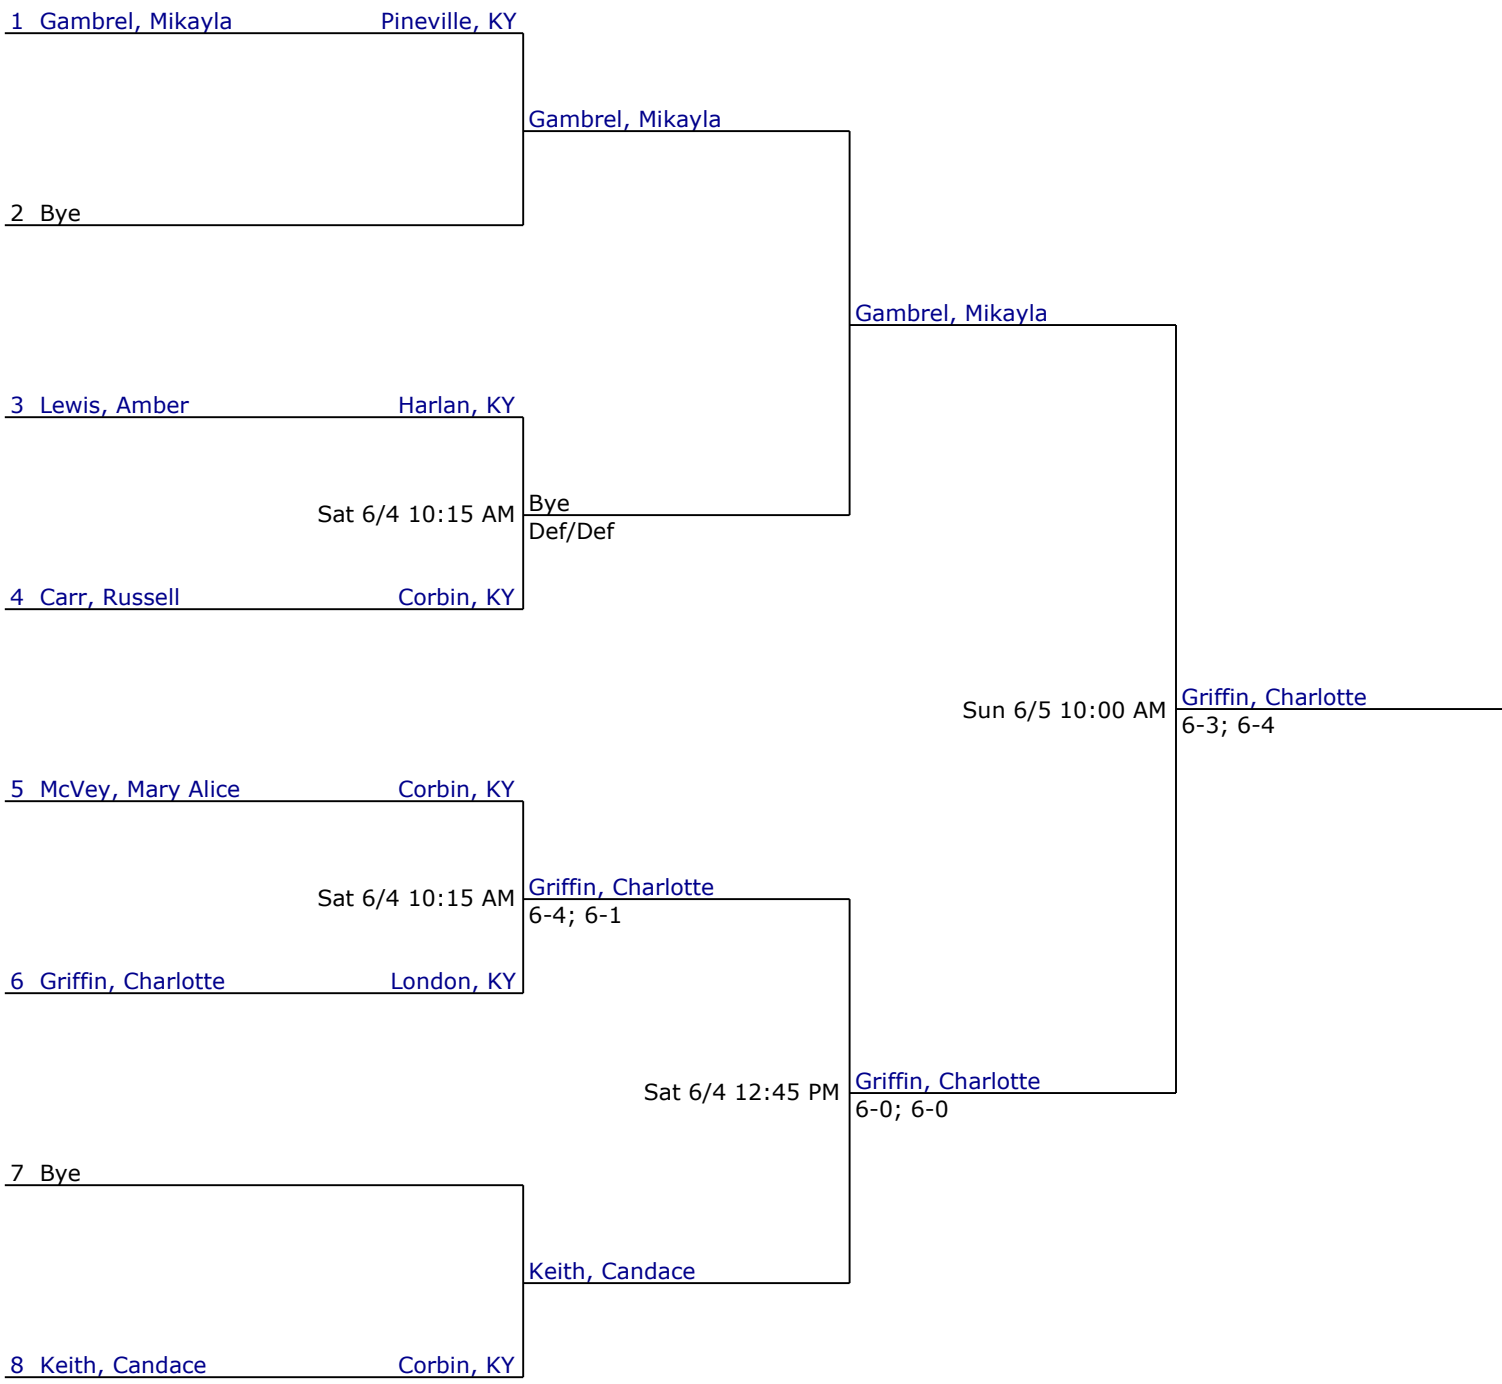 1 Gambrel, Mikayla Pineville, KY
Gambrel, Mikayla
2 Bye
Gambrel, Mikayla
3 Lewis, Amber Harlan, KY
Sat 6/4 10:15 AM Bye
Def/Def
4 Carr, Russell Corbin, KY
Sun 6/5 10:00 AM Griffin, Charlotte
6-3; 6-4
5 McVey, Mary Alice Corbin, KY
Sat 6/4 10:15 AM Griffin, Charlotte
6-4; 6-1
6 Griffin, Charlotte London, KY
Sat 6/4 12:45 PM Griffin, Charlotte
6-0; 6-0
7 Bye
Keith, Candace
8 Keith, Candace Corbin, KY